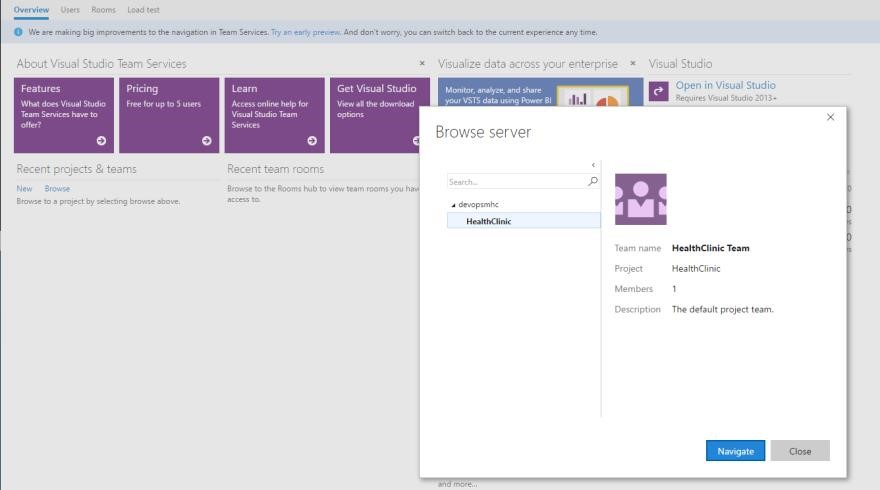 Overview Users Rooms Load test
We are making big improvements to the navigation in Team Services. Try an early preview. And don't worry, you can switch back to the current experience any time.
About Visual Studio Team Services ×
Features
What does Visual Studio
Team Services have to
offer?
Pricing
Free for up to 5 users
Learn
Access online help for
Visual Studio Team
Services
Get Visual Studio
View all the download
options
Visualize data across your enterprise ×
Monitor, analyze, and share
your VSTS data using Power BI
Visual Studio
Open in Visual Studio
Requires Visual Studio 2013+
Recent projects & teams
New Browse
Browse to a project by selecting browse above.
Recent team rooms
Browse to the Rooms hub to view team rooms you have
access to.
Browse server
Search...
devopsmhc
HealthClinic
Team name HealthClinic Team
Project HealthClinic
Members 1
Description The default project team.
Navigate Close
and more...